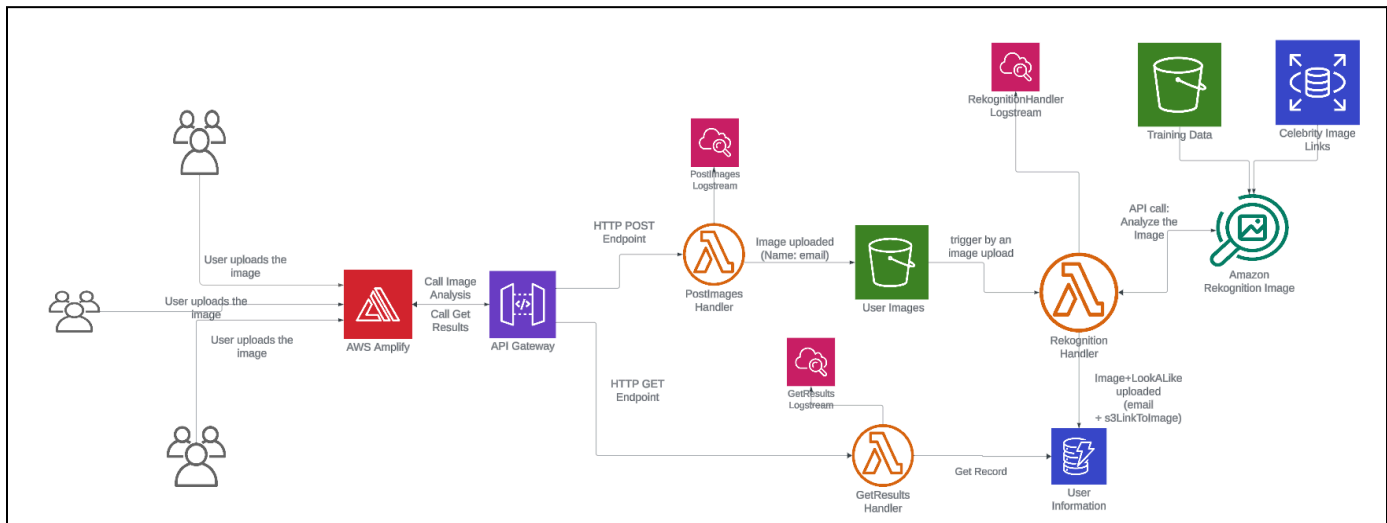 RekognitionHandler
Logstream
Training Data
Celebrity Image
Links
PostImages
Logstream
HTTP POST
Endpoint
API call:
Analyze the
Image
Image uploaded
(Name: email)
trigger by an
image upload
User uploads the
image
Call Image
Analysis
Call Get
Results
User uploads the
image
User uploads the
image
AWS Amplify
API Gateway
PostImages
Handler
User Images
Amazon
Rekognition Image
Rekognition
Handler
HTTP GET
Endpoint
GetResults
Logstream
Image+LookALike
uploaded
(email
+ s3LinkToImage)
Get Record
GetResults
Handler
User
Information